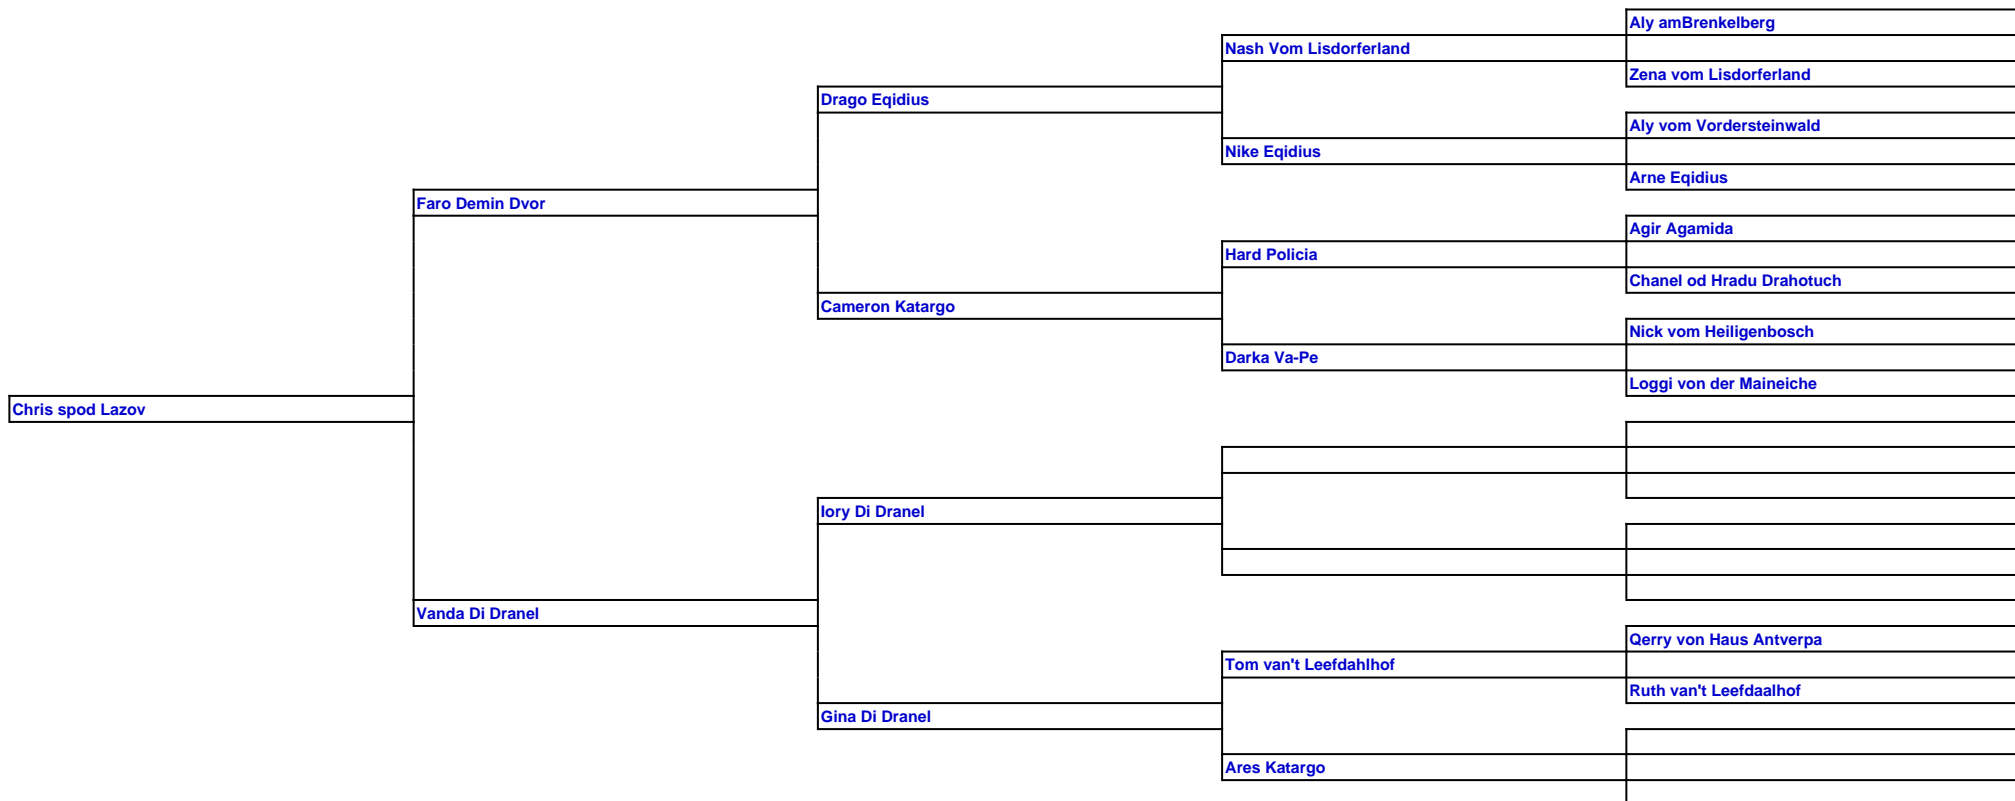 Aly amBrenkelberg
Nash Vom Lisdorferland
Zena vom Lisdorferland
Drago Eqidius
Aly vom Vordersteinwald
Nike Eqidius
Arne Eqidius
Faro Demin Dvor
Agir Agamida
Hard Policia
Chanel od Hradu Drahotuch
Cameron Katargo
Nick vom Heiligenbosch
Darka Va-Pe
Loggi von der Maineiche
Chris spod Lazov
Iory Di Dranel
Vanda Di Dranel
Qerry von Haus Antverpa
Tom van't Leefdahlhof
Ruth van't Leefdaalhof
Gina Di Dranel
Ares Katargo